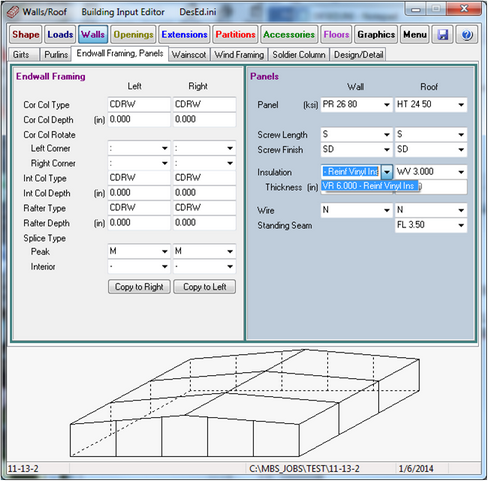 Walls/Roof Building Input Editor DesEd.ini
Shape Loads Walls Openings Extensions Partitions Accessories Floors Graphics Menu
Girts Purlins Endwall Framing, Panels Wainscot Wind Framing Soldier Column Design/Detail
Endwall Framing
Left Right
Cor Col Type CDRW CDRW
Cor Col Depth (in) 0.000 0.000
Cor Col Rotate
Left Corner : :
Right Corner : :
Int Col Type CDRW CDRW
Int Col Depth (in) 0.000 0.000
Rafter Type CDRW CDRW
Rafter Depth (in) 0.000 0.000
Splice Type
Peak M M
Interior - -
Copy to Right Copy to Left
Panels
Wall Roof
Panel (ksi) PR 26 80 HT 24 50
Screw Length S S
Screw Finish SD SD
Insulation - Reinf Vinyl Ins WV 3.000
Thickness (in) VR 6.000 - Reinf Vinyl Ins
Wire N N
Standing Seam FL 3.50
11-13-2 C:\MBS_JOBS\TEST\11-13-2 1/6/2014